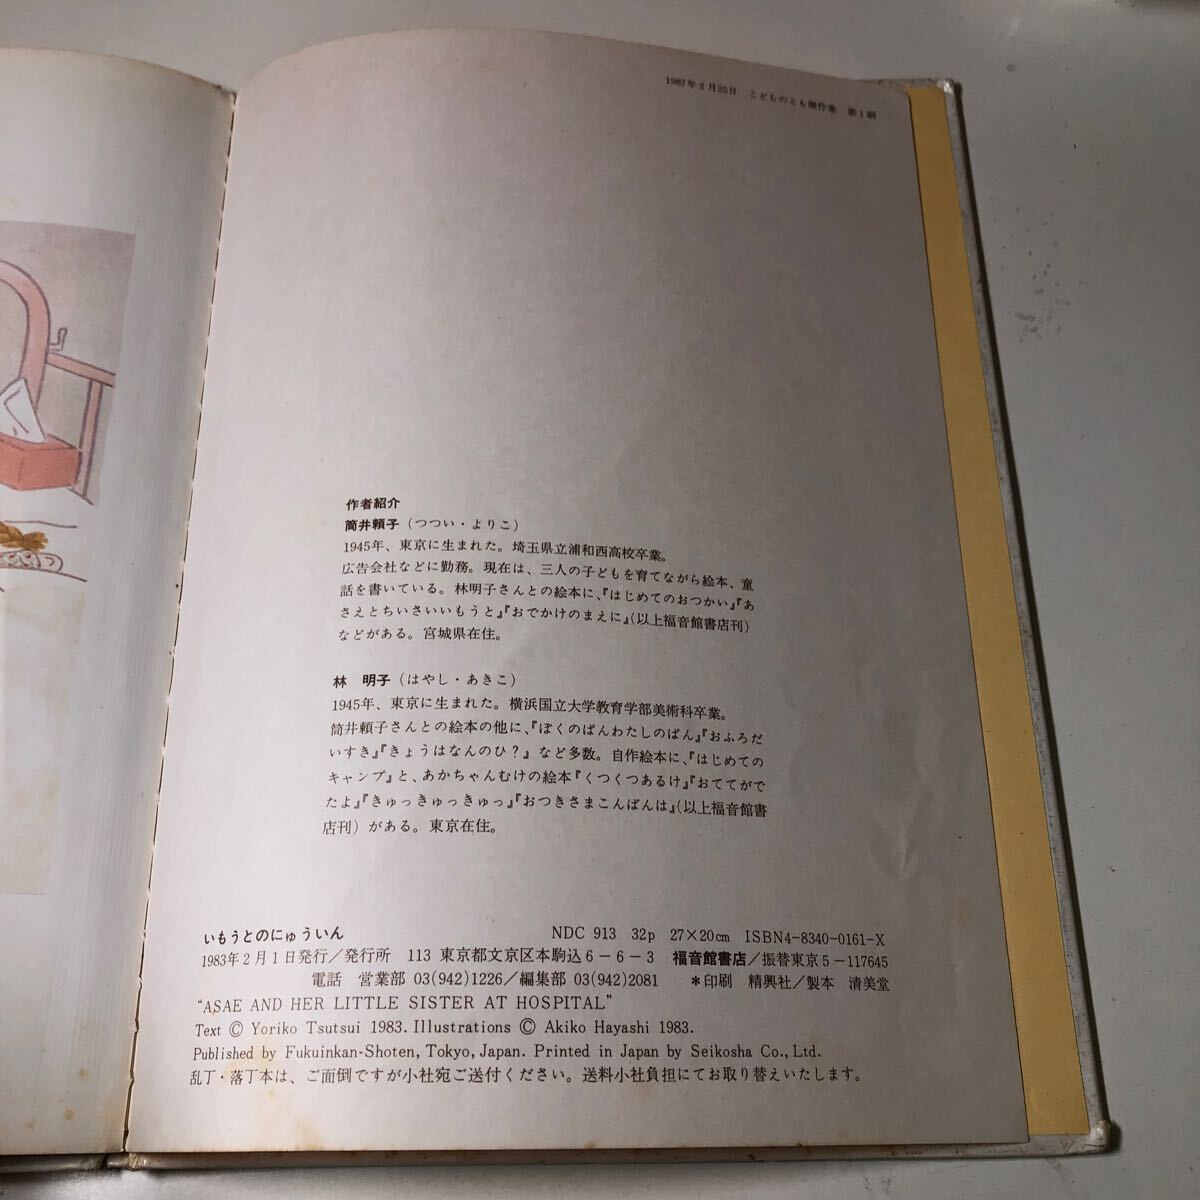 1987年2月25日 こどものとも傑作集 第1刷
作者紹介
筒井頼子(つつい・よりこ)
1945年、東京に生まれた。埼玉県立浦和西高校卒業。
広告会社などに勤務。現在は、三人の子どもを育てながら絵本、童
話を書いている。林明子さんとの絵本に、『はじめてのおつかい』『あ
さえとちいさいいもうと』『おでかけのまえに』(以上福音館書店刊)
などがある。宮城県在住。
林 明子(はやし・あきこ)
1945年、東京に生まれた。横浜国立大学教育学部美術科卒業。
筒井頼子さんとの絵本の他に、『ぼくのぱんわたしのぱん』『おふろだ
いすき』『きょうはなんのひ?』など多数。自作絵本に、『はじめての
キャンプ』と、あかちゃんむけの絵本『くつくつあるけ』『おててがで
たよ』『きゅっきゅっきゅっ』『おつきさまこんばんは』(以上福音館書
店刊)がある。東京在住。
いもうとのにゅういん NDC 913 32p 27×20cm ISBN4-8340-0161-X
1983年2月1日発行/発行所 113 東京都文京区本駒込6-6-3 福音館書店/振替東京5-117645
電話 営業部 03(942)1226/編集部 03(942)2081 *印刷 精興社/製本 清美堂
"ASAE AND HER LITTLE SISTER AT HOSPITAL"
Text © Yoriko Tsutsui 1983. Illustrations © Akiko Hayashi 1983.
Published by Fukuinkan-Shoten, Tokyo, Japan. Printed in Japan by Seikosha Co., Ltd.
乱丁・落丁本は、ご面倒ですが小社宛ご送付ください。送料小社負担にてお取り替えいたします。